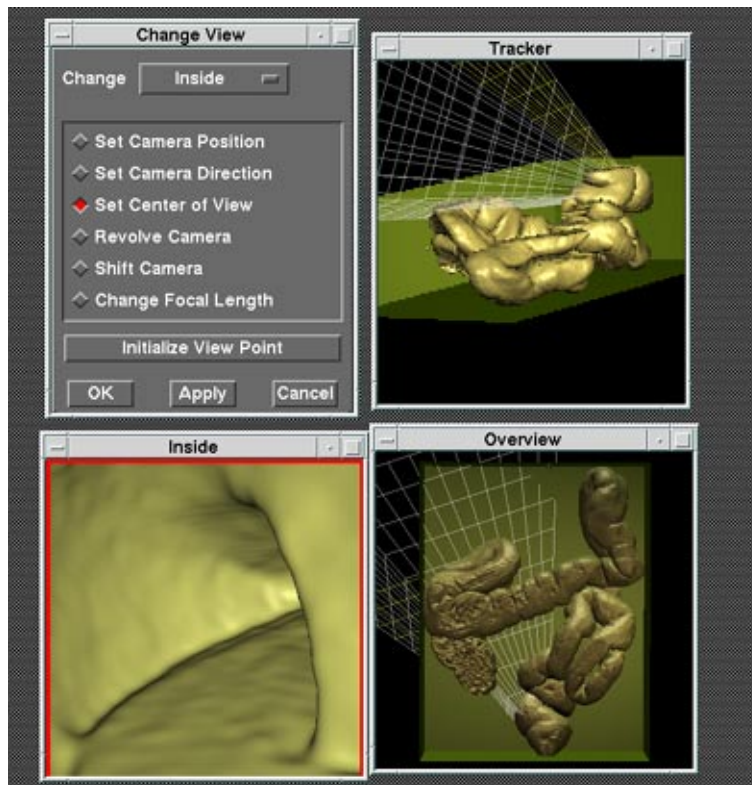 Change View
Change Inside
Set Camera Position
Set Camera Direction
Set Center of View
Revolve Camera
Shift Camera
Change Focal Length
Initialize View Point
OK Apply Cancel
Tracker
Inside
Overview